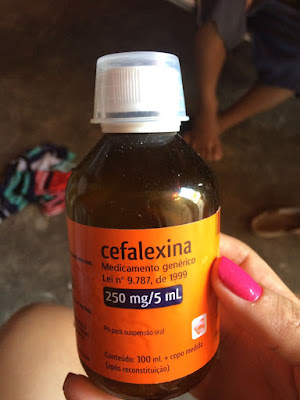 cefalexina
Medicamento genérico
Lei nº 9.787, de 1999
250 mg/5 mL
Pó para suspensão oral
Conteúdo: 100 mL + copo medida
(após reconstituição)